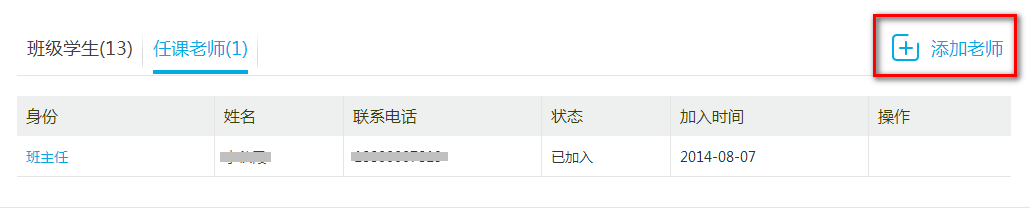 班级学生(13) 任课老师(1) 添加老师
身份 姓名 联系电话 状态 加入时间 操作
班主任 已加入 2014-08-07